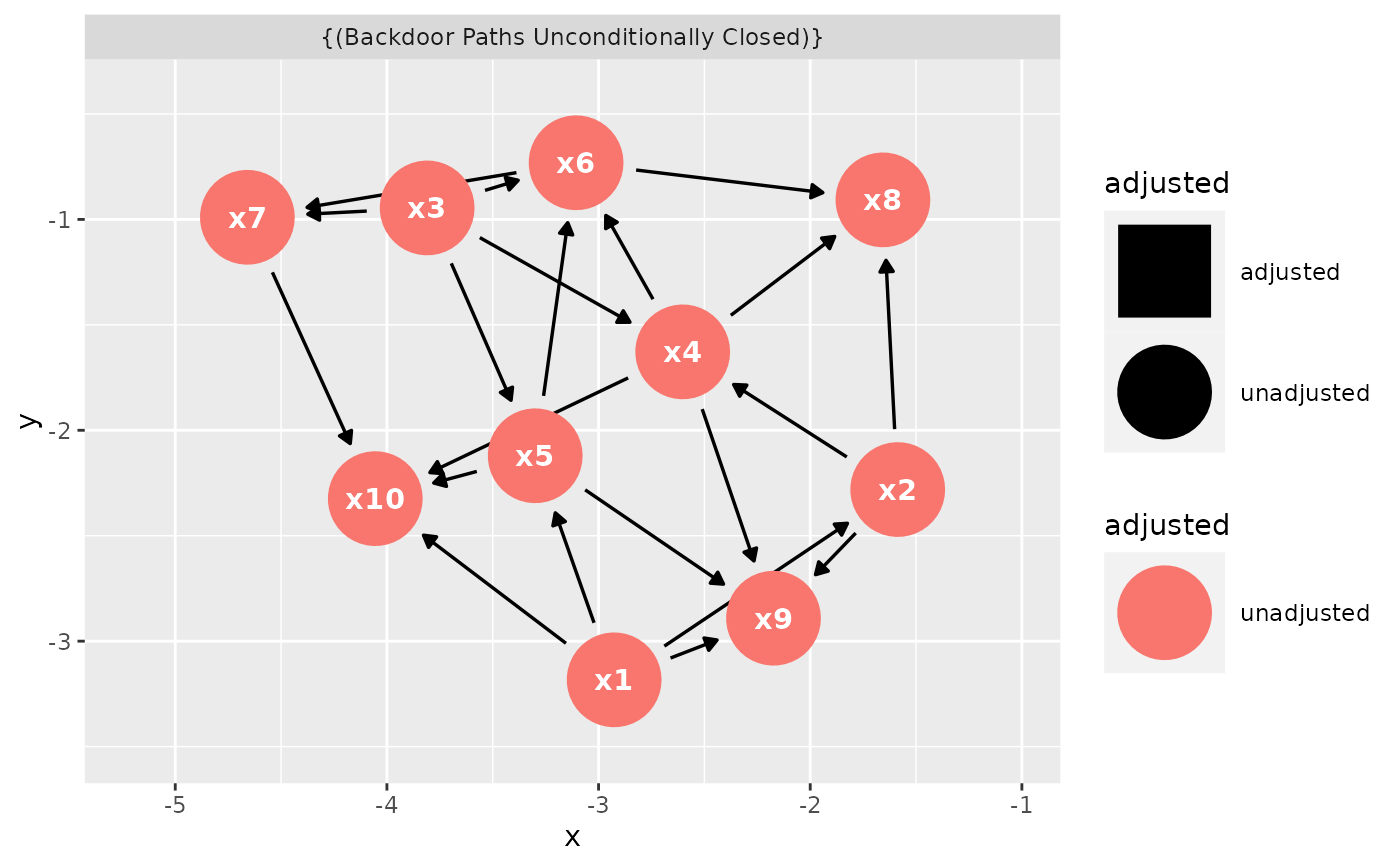 {(Backdoor Paths Unconditionally Closed)}
x6
x8
x3
x7
x4
x5
x2
x10
x9
x1
-1
-2
-3
y
-5
-4
-3
-2
-1
x
adjusted
adjusted
unadjusted
adjusted
unadjusted